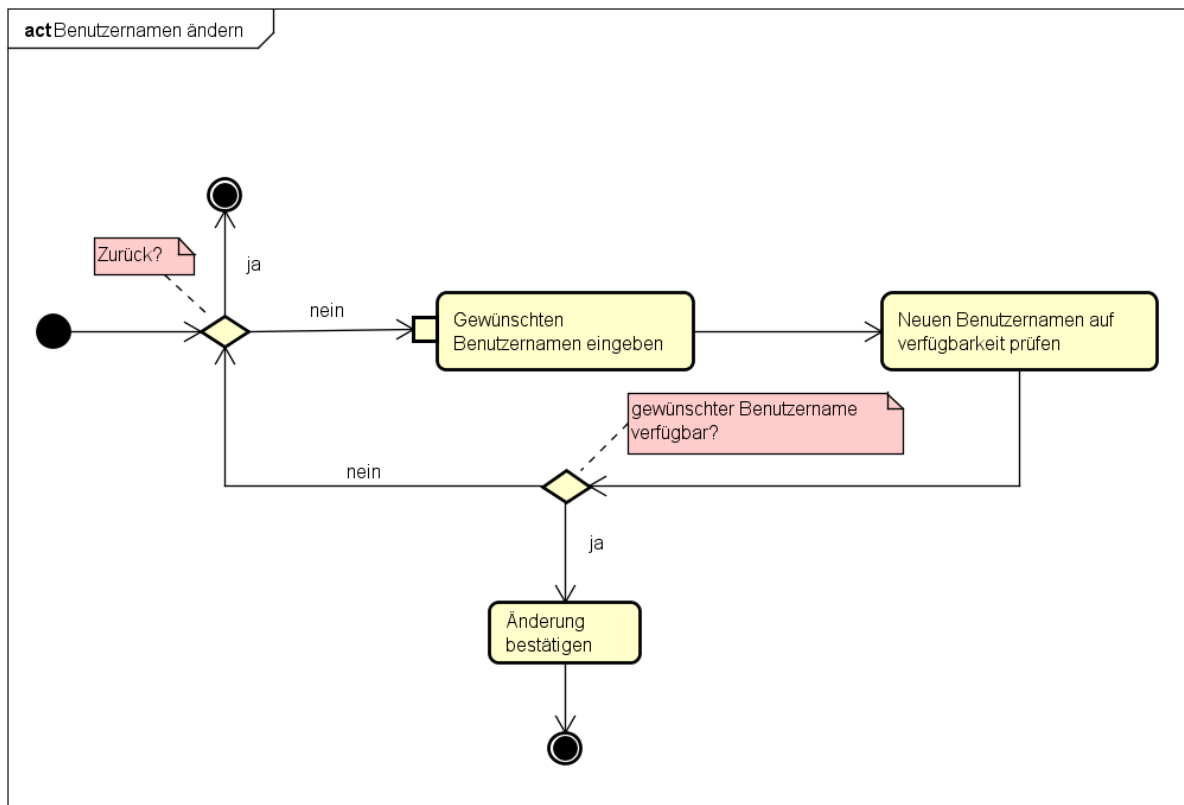 act Benutzernamen ändern
Zurück?
ja
nein
Gewünschten
Benutzernamen eingeben
Neuen Benutzernamen auf
verfügbarkeit prüfen
gewünschter Benutzername
verfügbar?
nein
ja
Änderung
bestätigen